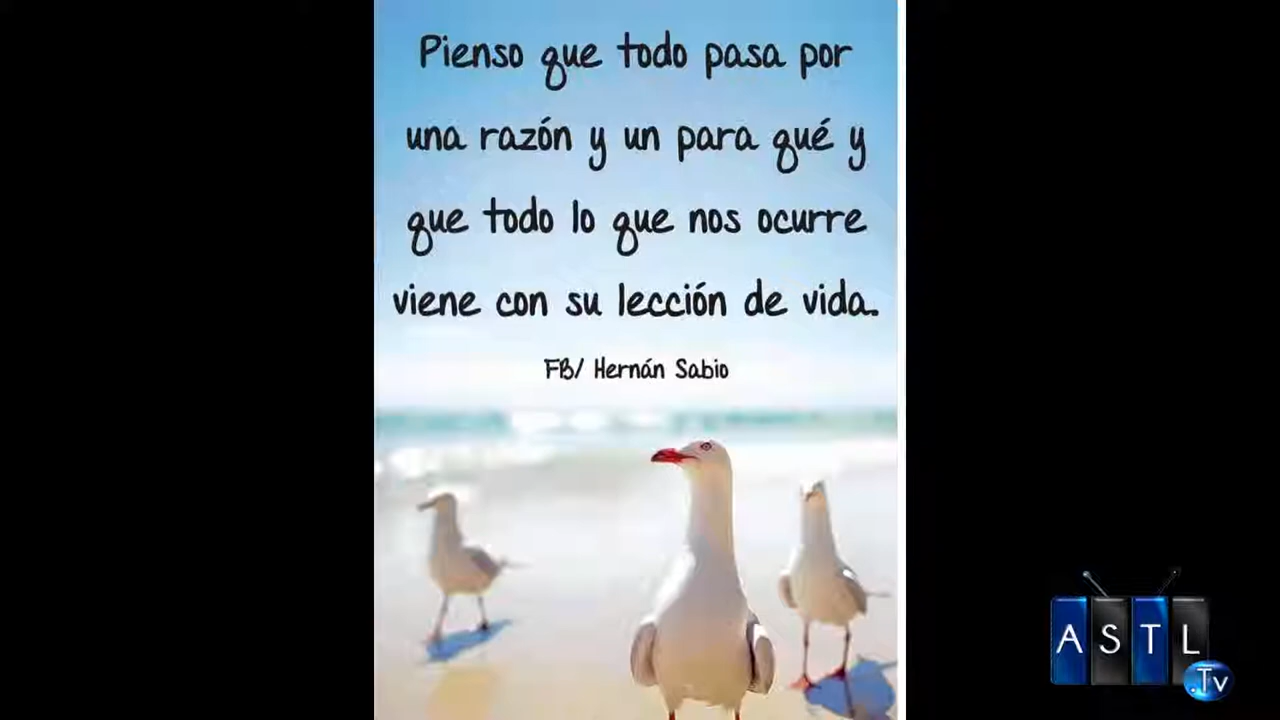 Pienso que todo pasa por
una razón y un para qué y
que todo lo que nos ocurre
viene con su lección de vida.
FB/ Hernán Sabio
ASTL
.Tv